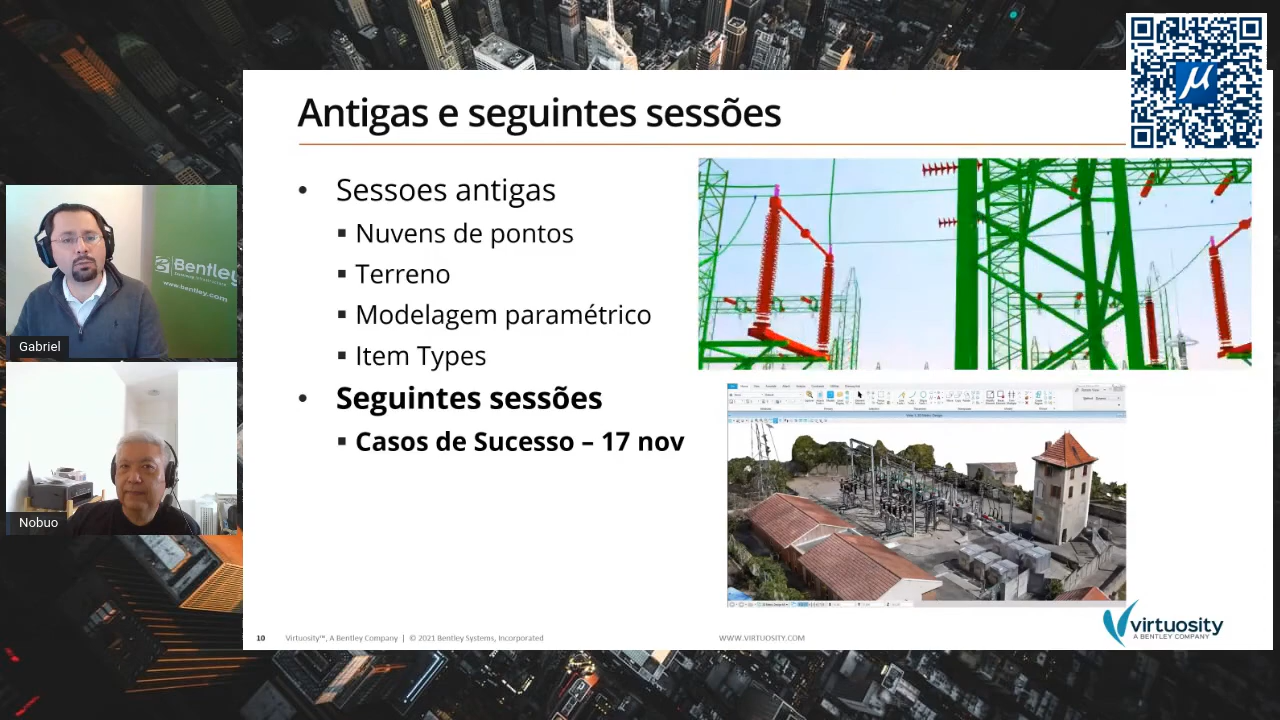 Antigas e seguintes sessões
• Sessoes antigas
▪ Nuvens de pontos
▪ Terreno
▪ Modelagem paramétrico
▪ Item Types
• Seguintes sessões
▪ Casos de Sucesso – 17 nov
Bentley
www.bentley.com
Gabriel
Nobuo
10 Virtuosity™, A Bentley Company | © 2021 Bentley Systems, Incorporated
WWW.VIRTUOSITY.COM
virtuosity
A BENTLEY COMPANY
μ